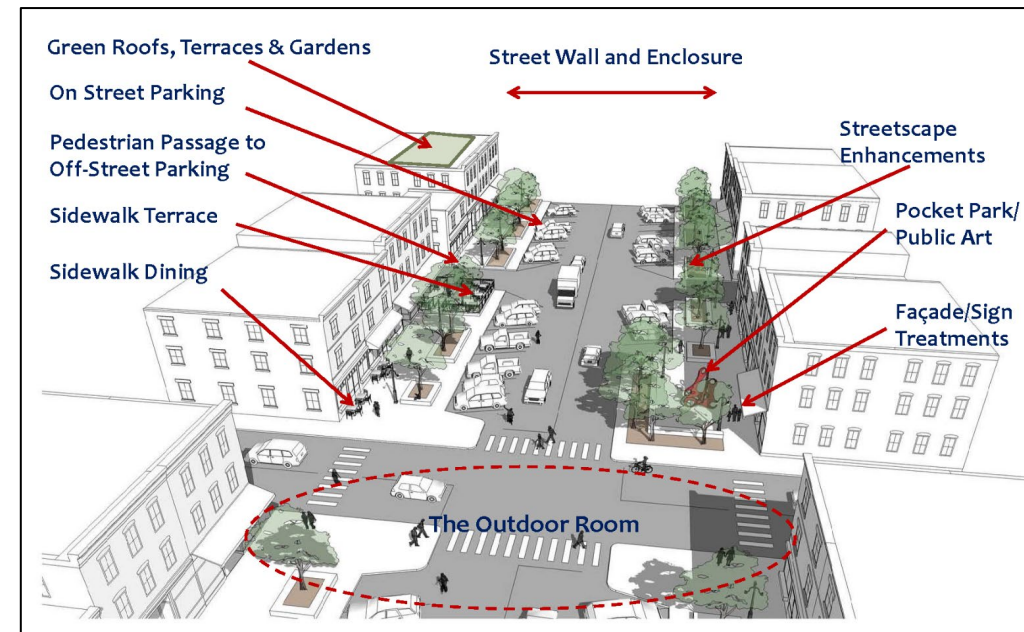 Green Roofs, Terraces & Gardens
On Street Parking
Pedestrian Passage to
Off-Street Parking
Sidewalk Terrace
Sidewalk Dining
Street Wall and Enclosure
Streetscape
Enhancements
Pocket Park/
Public Art
Façade/Sign
Treatments
The Outdoor Room